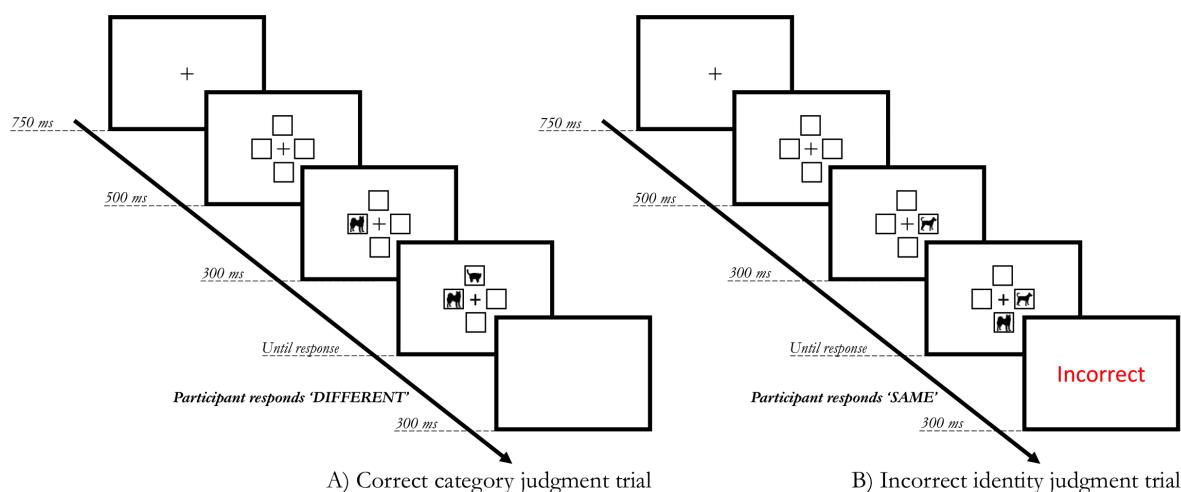 750 ms
500 ms
300 ms
Until response
Participant responds ‘DIFFERENT’
300 ms
A) Correct category judgment trial
750 ms
500 ms
300 ms
Until response
Participant responds ‘SAME’
Incorrect
300 ms
B) Incorrect identity judgment trial